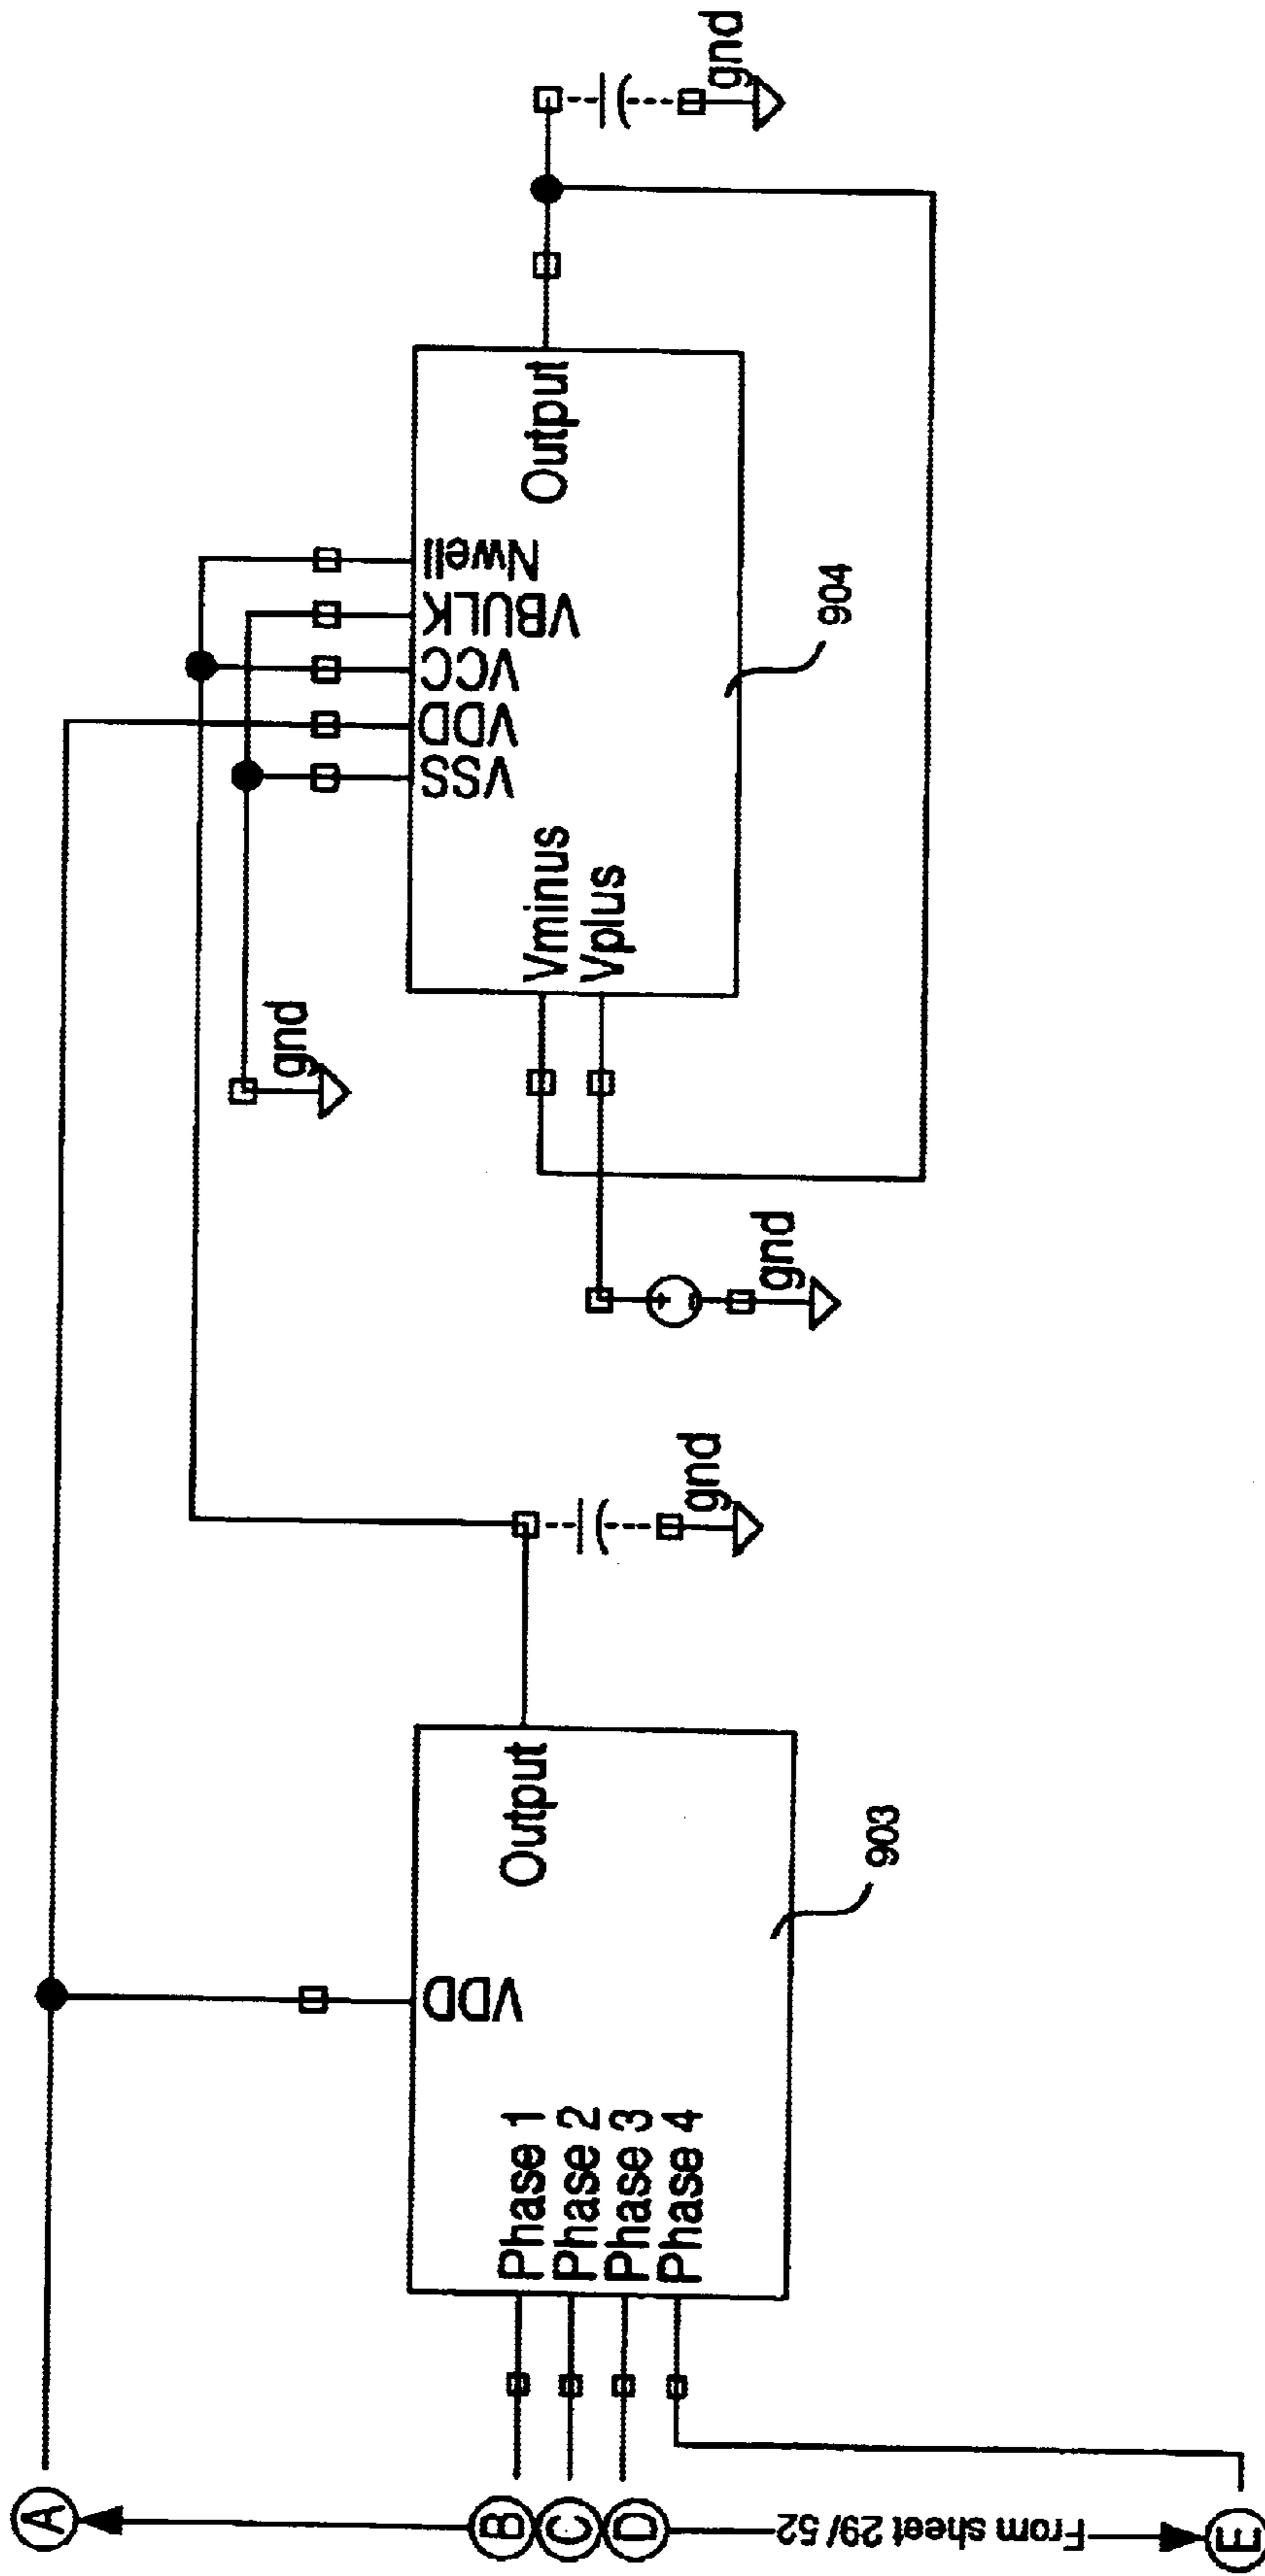 A
B
C
D
E
From sheet 29/52
Phase 1
Phase 2
Phase 3
Phase 4
VDD
Output
903
gnd
gnd
gnd
Vminus
Vplus
VSS
VDD
VCC
VBULK
Nwell
Output
904
gnd